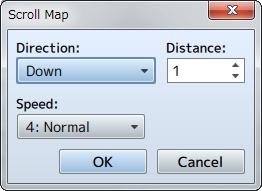 Scroll Map
Direction: Distance:
Down 1
Speed:
4: Normal
OK Cancel